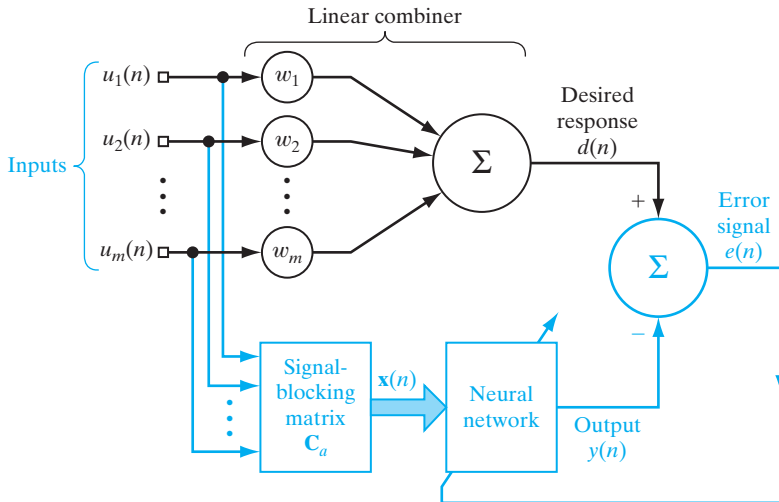 Linear combiner
Inputs
u₁(n)
w₁
u₂(n)
w₂
uₘ(n)
wₘ
Σ
Desired
response
d(n)
+
Σ
−
Error
signal
e(n)
Signal-
blocking
matrix
Cₐ
x(n)
Neural
network
Output
y(n)